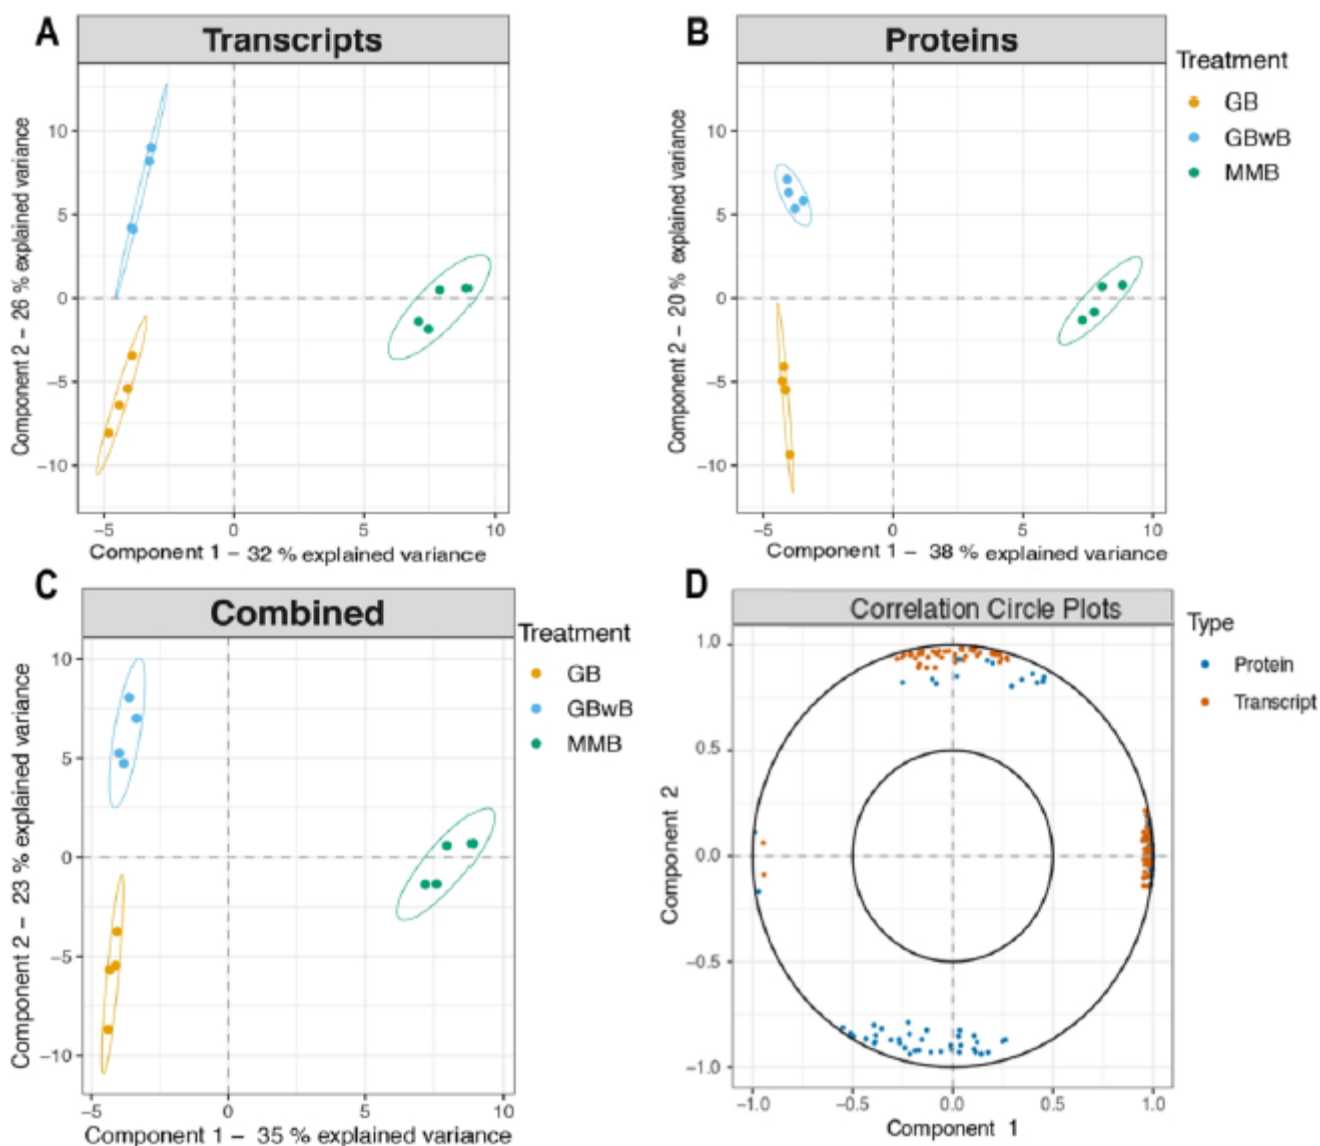 A
Transcripts
Component 2 – 26 % explained variance
10
5
0
−5
−10
−5
0
5
10
Component 1 – 32 % explained variance
B
Proteins
Component 2 – 20 % explained variance
10
5
0
−5
−10
−5
0
5
10
Component 1 – 38 % explained variance
Treatment
GB
GBwB
MMB
C
Combined
Component 2 – 23 % explained variance
10
5
0
−5
−10
−5
0
5
10
Component 1 – 35 % explained variance
Treatment
GB
GBwB
MMB
D
Correlation Circle Plots
Component 2
1.0
0.5
0.0
−0.5
−1.0
−1.0
−0.5
0.0
0.5
1.0
Component 1
Type
Protein
Transcript